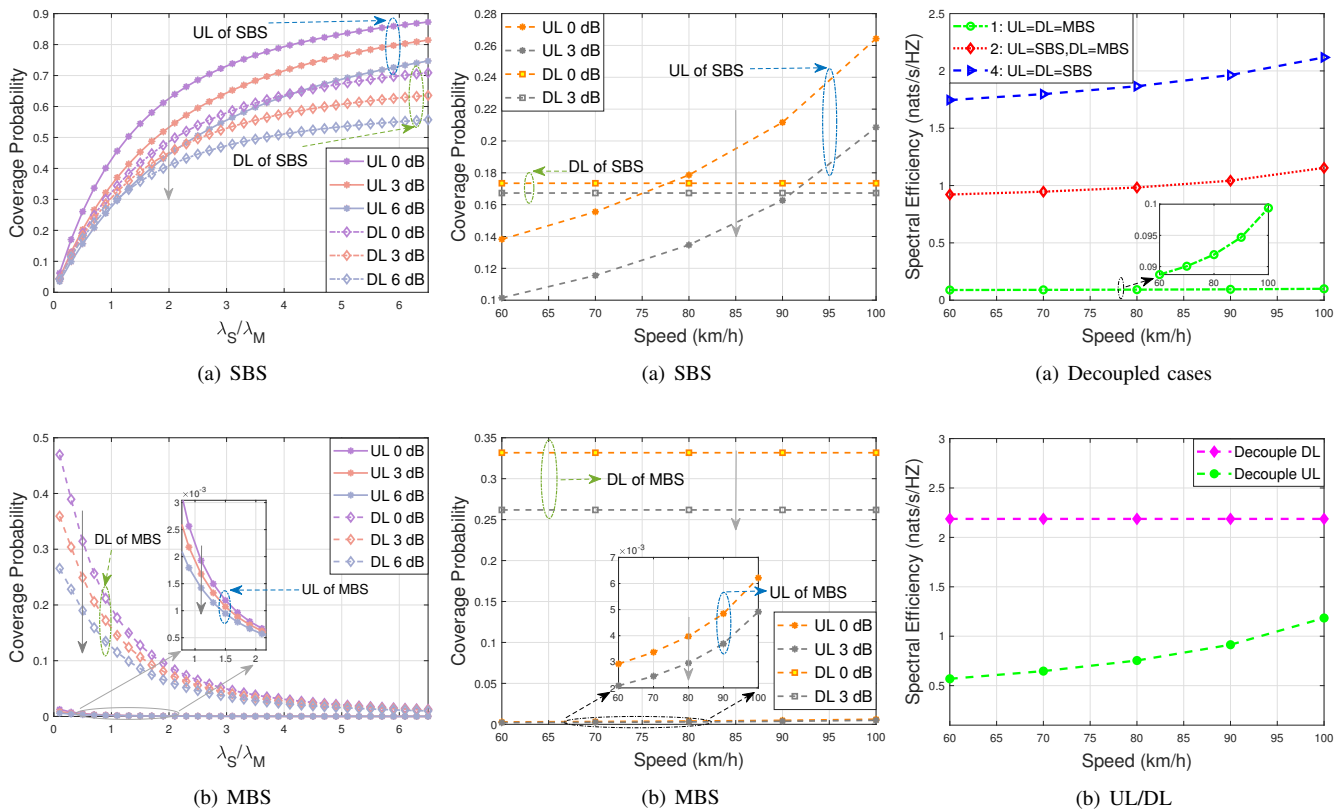 Coverage Probability
0.9
0.8
0.7
0.6
0.5
0.4
0.3
0.2
0.1
0
UL of SBS
DL of SBS
UL 0 dB
UL 3 dB
UL 6 dB
DL 0 dB
DL 3 dB
DL 6 dB
0 1 2 3 4 5 6
λ_S/λ_M
(a) SBS
Coverage Probability
0.28
0.26
0.24
0.22
0.2
0.18
0.16
0.14
0.12
0.1
UL 0 dB
UL 3 dB
DL 0 dB
DL 3 dB
UL of SBS
DL of SBS
60 65 70 75 80 85 90 95 100
Speed (km/h)
(a) SBS
Spectral Efficiency (nats/s/HZ)
2.5
2
1.5
1
0.5
0
1: UL=DL=MBS
2: UL=SBS,DL=MBS
4: UL=DL=SBS
0.1
0.095
0.09
60 80 100
60 65 70 75 80 85 90 95 100
Speed (km/h)
(a) Decoupled cases
Coverage Probability
0.5
0.4
0.3
0.2
0.1
0
DL of MBS
×10⁻³
3
2.5
2
1.5
1
0.5
1 1.5 2
UL of MBS
UL 0 dB
UL 3 dB
UL 6 dB
DL 0 dB
DL 3 dB
DL 6 dB
0 1 2 3 4 5 6
λ_S/λ_M
(b) MBS
Coverage Probability
0.35
0.3
0.25
0.2
0.15
0.1
0.05
0
DL of MBS
×10⁻³
7
6
5
4
3
2
60 70 80 90 100
UL of MBS
UL 0 dB
UL 3 dB
DL 0 dB
DL 3 dB
60 65 70 75 80 85 90 95 100
Speed (km/h)
(b) MBS
Spectral Efficiency (nats/s/HZ)
3
2.5
2
1.5
1
0.5
0
Decouple DL
Decouple UL
60 65 70 75 80 85 90 95 100
Speed (km/h)
(b) UL/DL